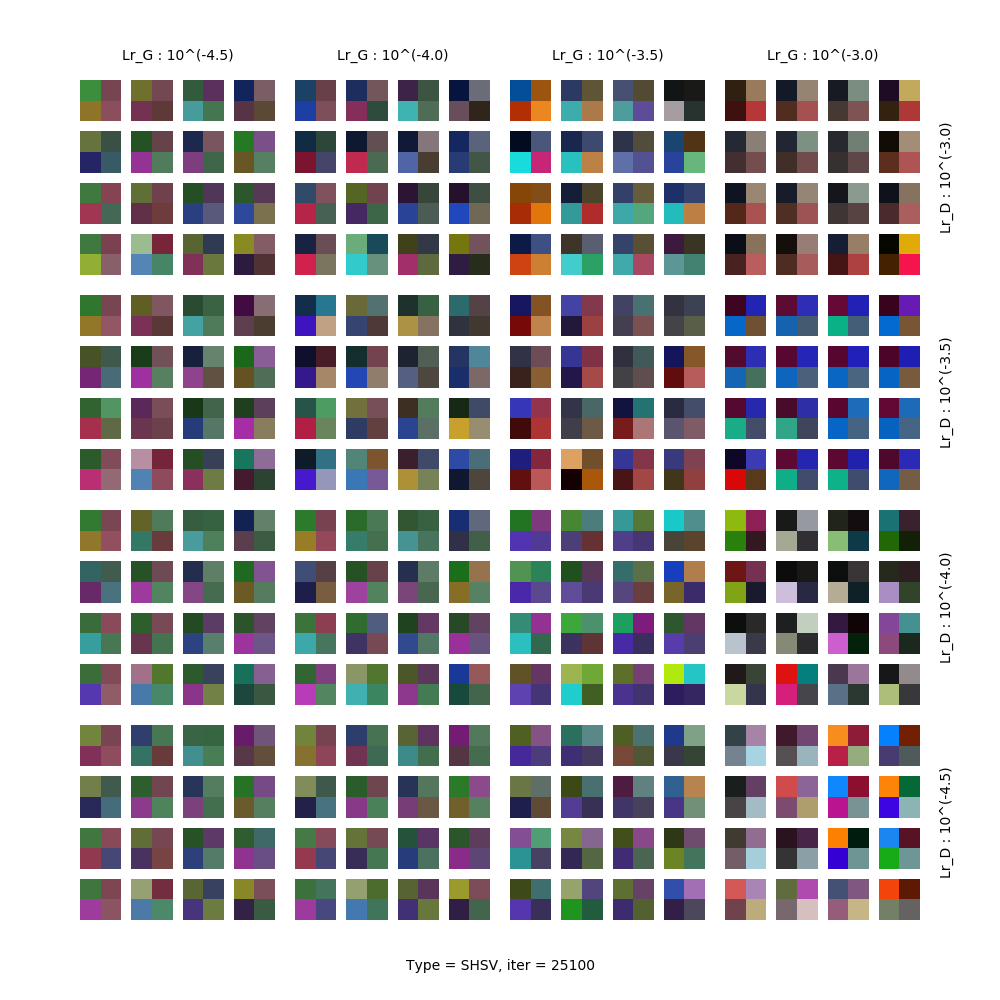 Lr_G : 10^(-4.5)
Lr_G : 10^(-4.0)
Lr_G : 10^(-3.5)
Lr_G : 10^(-3.0)
Lr_D : 10^(-3.0)
Lr_D : 10^(-3.5)
Lr_D : 10^(-4.0)
Lr_D : 10^(-4.5)
Type = SHSV, iter = 25100